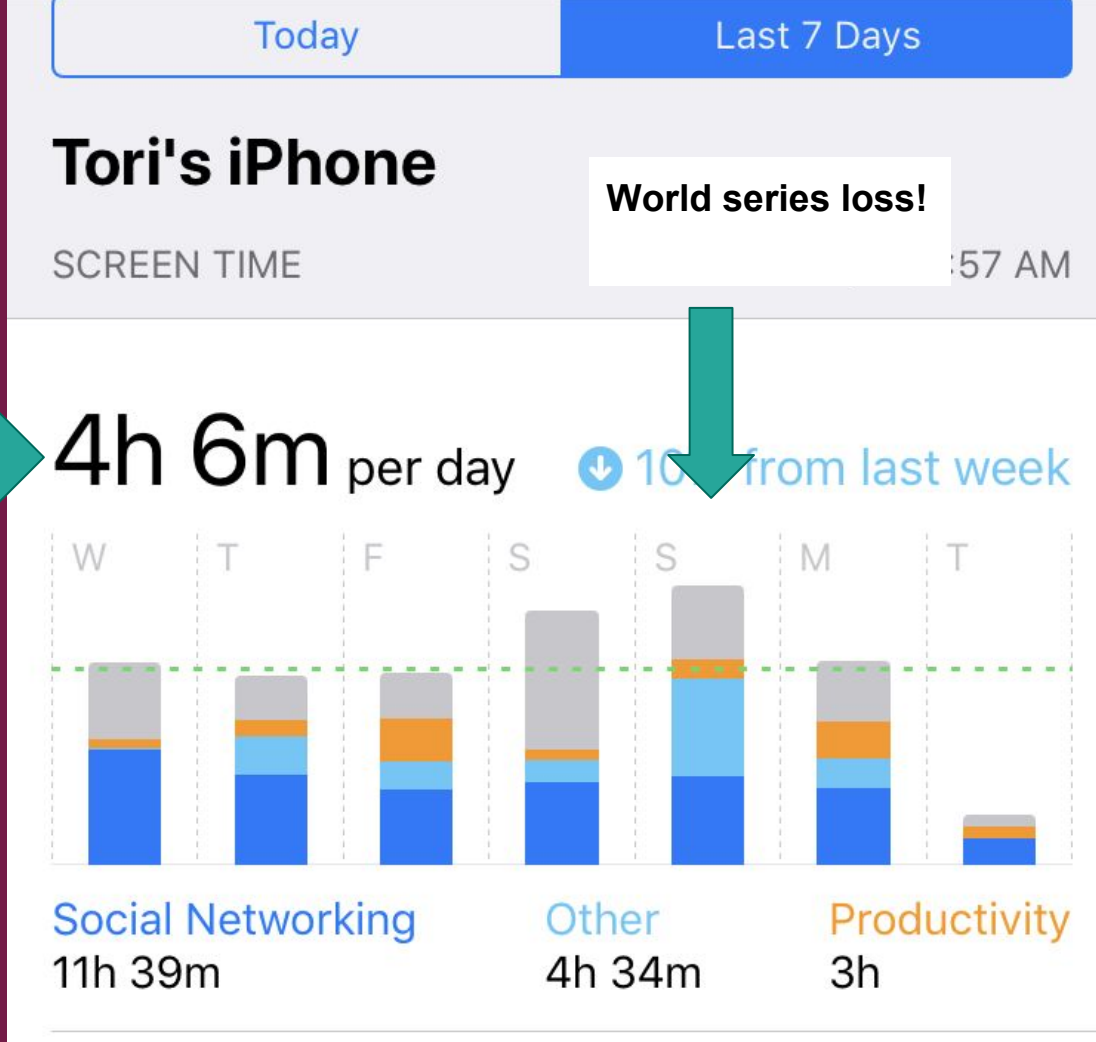 Today Last 7 Days
Tori's iPhone
World series loss!
SCREEN TIME :57 AM
4h 6m per day 10 from last week
W T F S S M T
Social Networking Other Productivity
11h 39m 4h 34m 3h